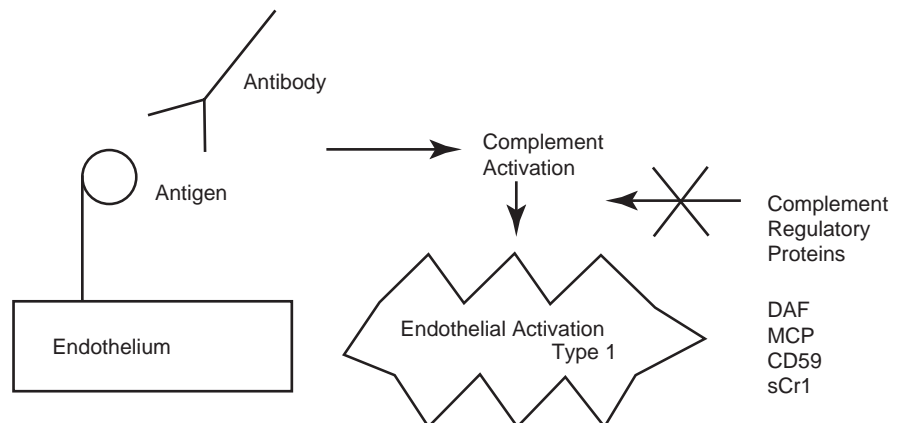 Antibody
Antigen
Endothelium
Complement
Activation
Endothelial Activation
Type 1
Complement
Regulatory
Proteins
DAF
MCP
CD59
sCr1